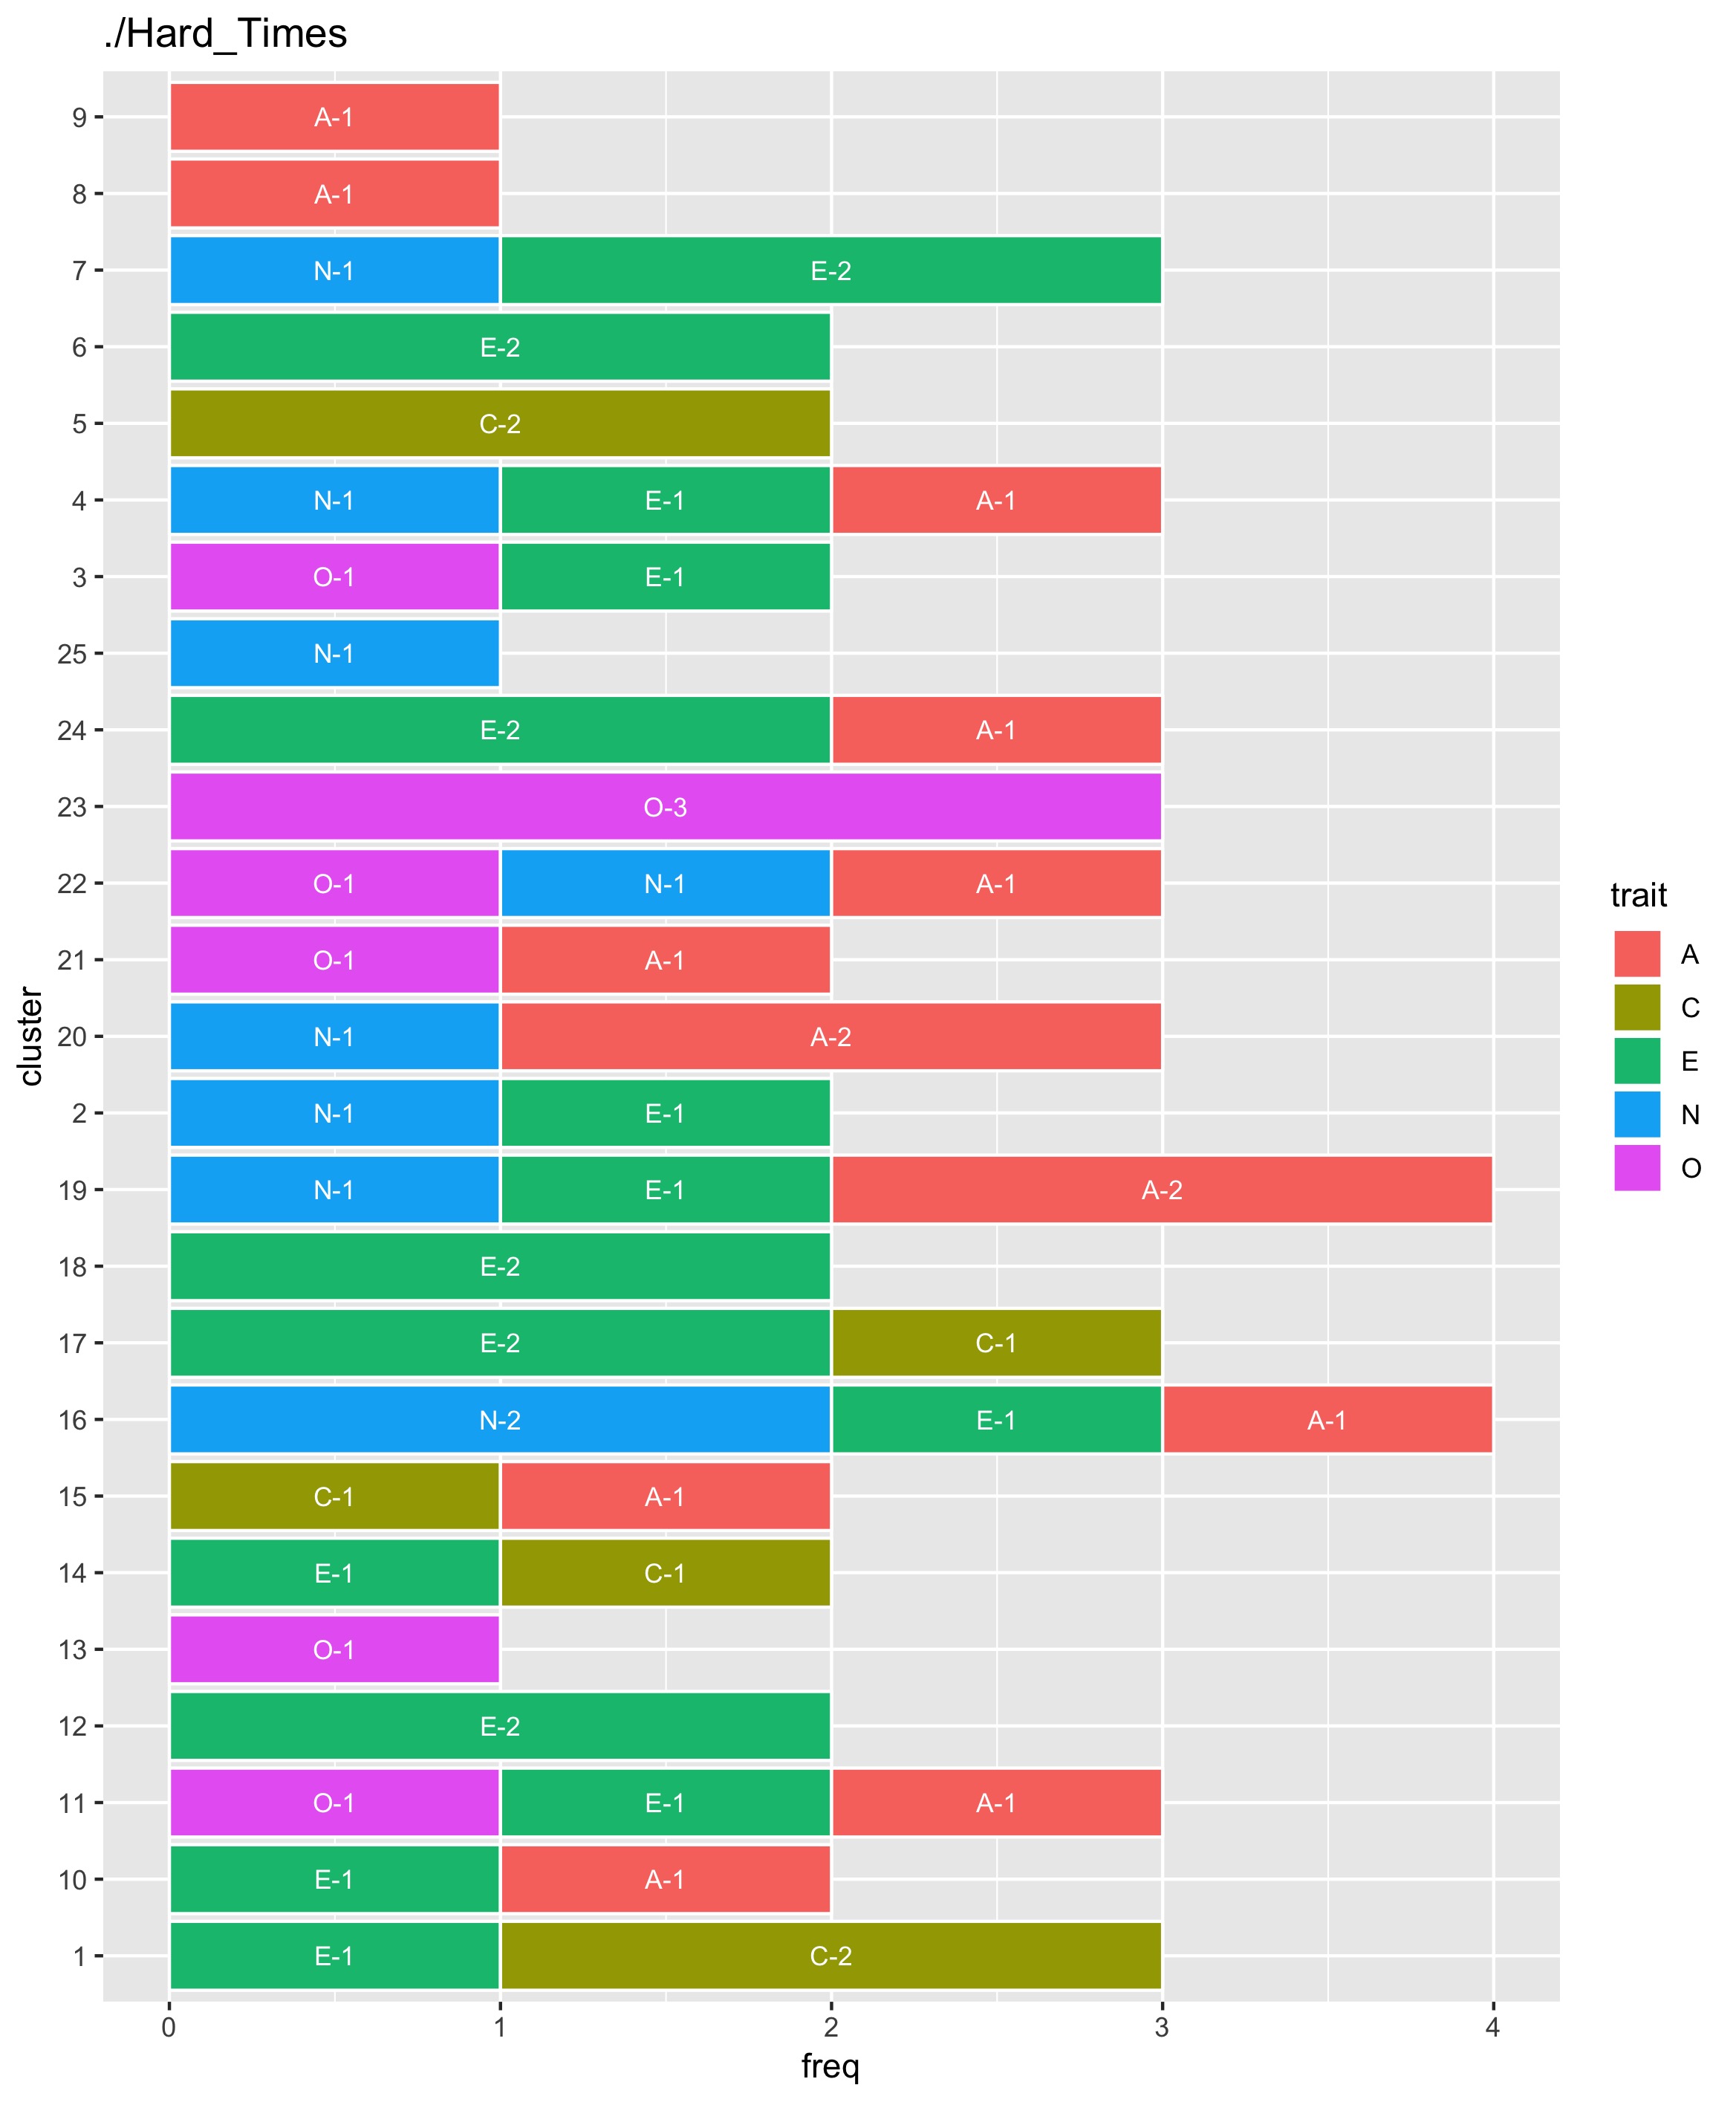 ./Hard_Times
cluster
9 A-1
8 A-1
7 N-1 E-2
6 E-2
5 C-2
4 N-1 E-1 A-1
3 O-1 E-1
25 N-1
24 E-2 A-1
23 O-3
22 O-1 N-1 A-1
21 O-1 A-1
20 N-1 A-2
2 N-1 E-1
19 N-1 E-1 A-2
18 E-2
17 E-2 C-1
16 N-2 E-1 A-1
15 C-1 A-1
14 E-1 C-1
13 O-1
12 E-2
11 O-1 E-1 A-1
10 E-1 A-1
1 E-1 C-2
0 1 2 3 4
freq
trait
A
C
E
N
O